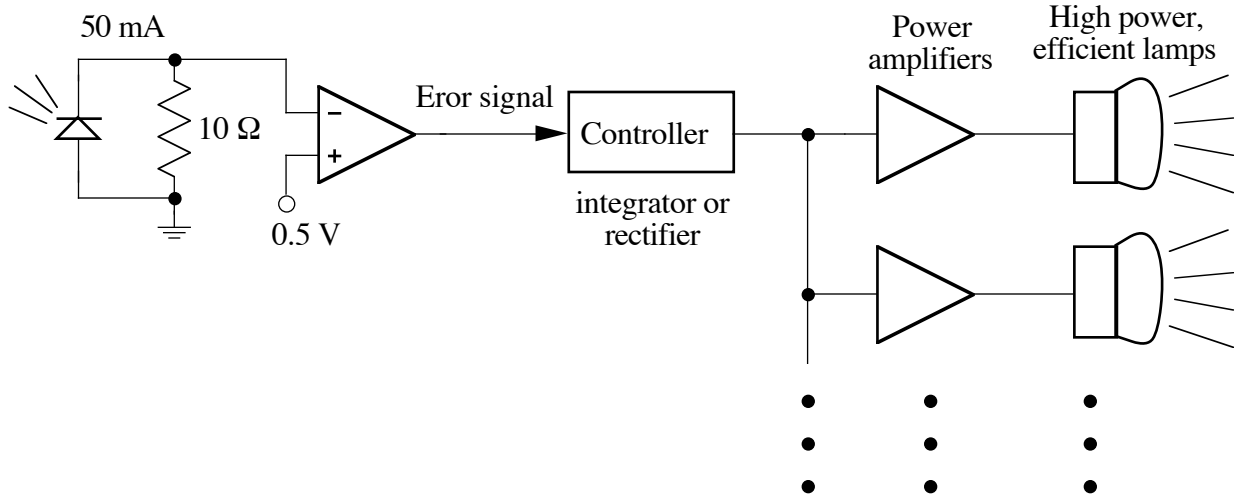 50 mA
10 Ω
−
+
0.5 V
Eror signal
Controller
integrator or
rectifier
Power
amplifiers
High power,
efficient lamps